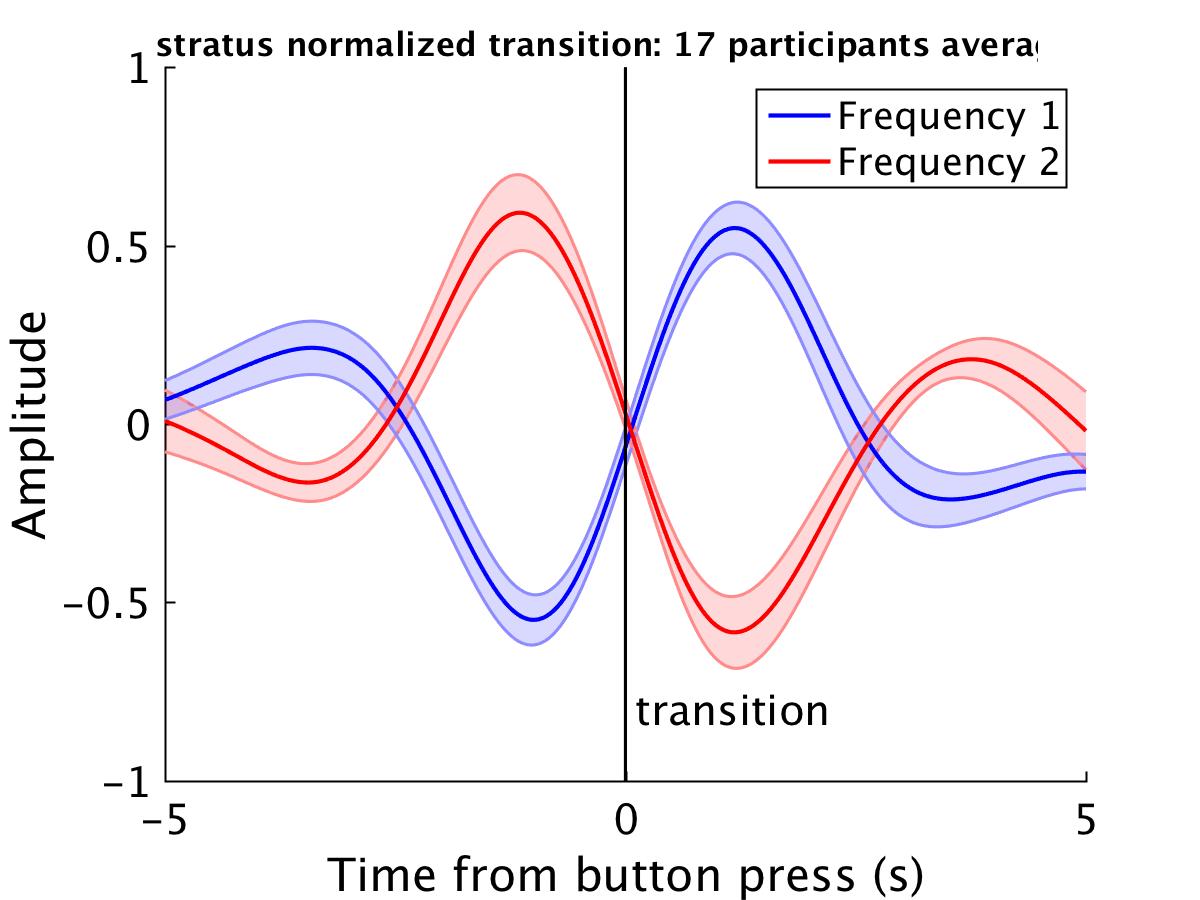 stratus normalized transition: 17 participants
1
0.5
0
−0.5
−1
Amplitude
Frequency 1
Frequency 2
transition
−5 0 5
Time from button press (s)